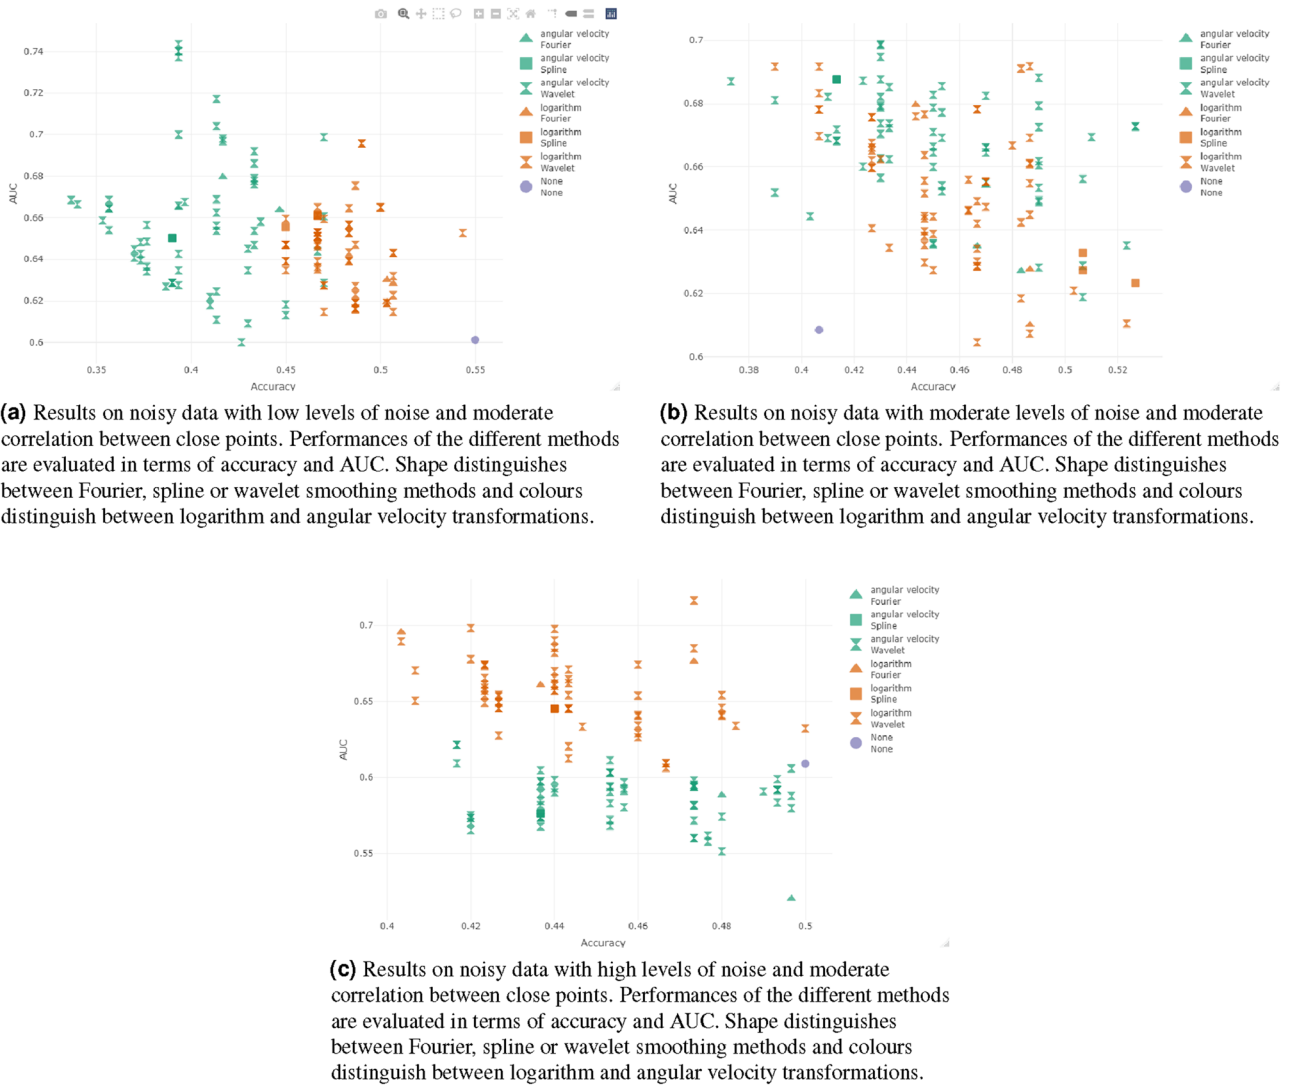 0.74
0.72
0.7
0.68
0.66
0.64
0.62
0.6
AUC
0.35
0.4
0.45
0.5
0.55
Accuracy
angular velocity
Fourier
angular velocity
Spline
angular velocity
Wavelet
logarithm
Fourier
logarithm
Spline
logarithm
Wavelet
None
None
(a) Results on noisy data with low levels of noise and moderate
correlation between close points. Performances of the different methods
are evaluated in terms of accuracy and AUC. Shape distinguishes
between Fourier, spline or wavelet smoothing methods and colours
distinguish between logarithm and angular velocity transformations.
0.7
0.68
0.66
0.64
0.62
0.6
AUC
0.38
0.4
0.42
0.44
0.46
0.48
0.5
0.52
Accuracy
angular velocity
Fourier
angular velocity
Spline
angular velocity
Wavelet
logarithm
Fourier
logarithm
Spline
logarithm
Wavelet
None
None
(b) Results on noisy data with moderate levels of noise and moderate
correlation between close points. Performances of the different methods
are evaluated in terms of accuracy and AUC. Shape distinguishes
between Fourier, spline or wavelet smoothing methods and colours
distinguish between logarithm and angular velocity transformations.
0.7
0.65
0.6
0.55
AUC
0.4
0.42
0.44
0.46
0.48
0.5
Accuracy
angular velocity
Fourier
angular velocity
Spline
angular velocity
Wavelet
logarithm
Fourier
logarithm
Spline
logarithm
Wavelet
None
None
(c) Results on noisy data with high levels of noise and moderate
correlation between close points. Performances of the different methods
are evaluated in terms of accuracy and AUC. Shape distinguishes
between Fourier, spline or wavelet smoothing methods and colours
distinguish between logarithm and angular velocity transformations.